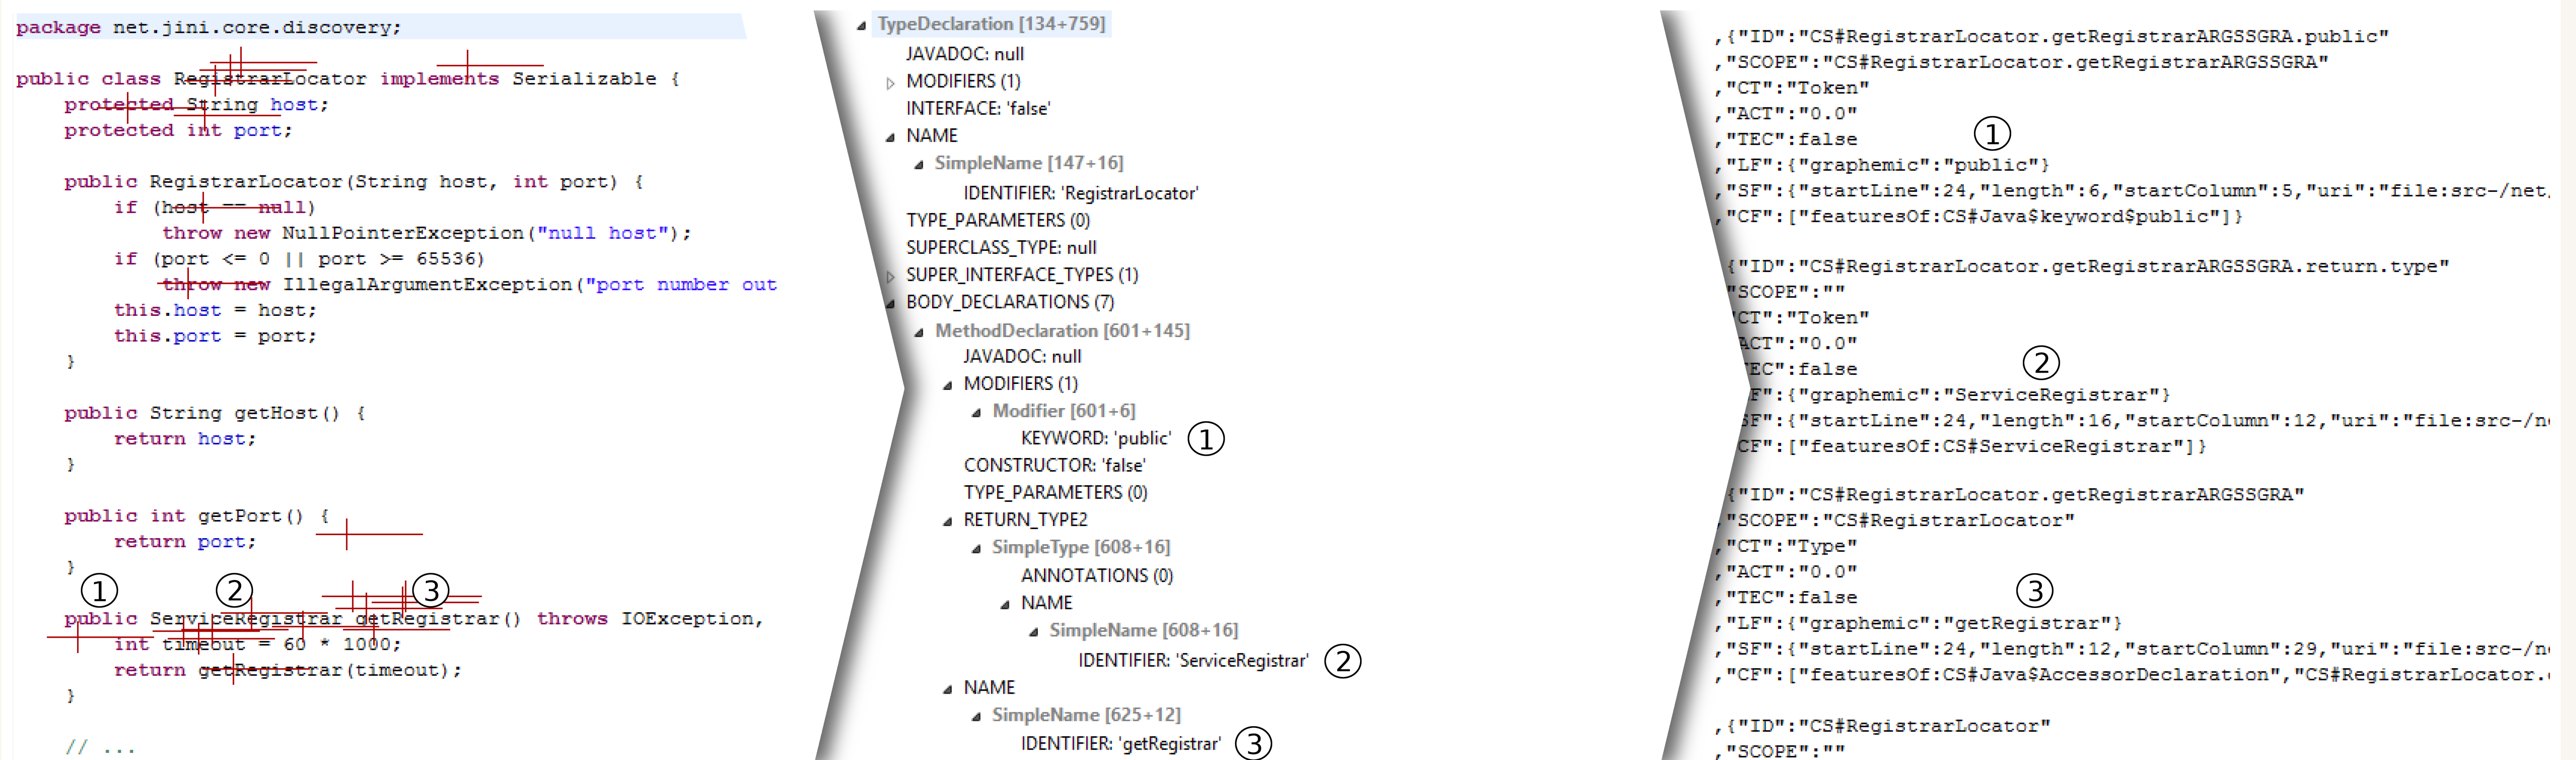 package net.jini.core.discovery;
public class RegistrarLocator implements Serializable {
protected String host;
protected int port;
public RegistrarLocator(String host, int port) {
if (host == null)
throw new NullPointerException("null host");
if (port <= 0 || port >= 65536)
throw new IllegalArgumentException("port number out
this.host = host;
this.port = port;
}
public String getHost() {
return host;
}
public int getPort() {
return port;
}
① ② ③
public ServiceRegistrar getRegistrar() throws IOException,
int timeout = 60 * 1000;
return getRegistrar(timeout);
}
// ...
TypeDeclaration [134+759]
JAVADOC: null
MODIFIERS (1)
INTERFACE: 'false'
NAME
SimpleName [147+16]
IDENTIFIER: 'RegistrarLocator'
TYPE_PARAMETERS (0)
SUPERCLASS_TYPE: null
SUPER_INTERFACE_TYPES (1)
BODY_DECLARATIONS (7)
MethodDeclaration [601+145]
JAVADOC: null
MODIFIERS (1)
Modifier [601+6]
KEYWORD: 'public' ①
CONSTRUCTOR: 'false'
TYPE_PARAMETERS (0)
RETURN_TYPE2
SimpleType [608+16]
ANNOTATIONS (0)
NAME
SimpleName [608+16]
IDENTIFIER: 'ServiceRegistrar' ②
NAME
SimpleName [625+12]
IDENTIFIER: 'getRegistrar' ③
,{"ID":"CS#RegistrarLocator.getRegistrarARGSSGRA.public"
,"SCOPE":"CS#RegistrarLocator.getRegistrarARGSSGRA"
,"CT":"Token"
,"ACT":"0.0"
,"TEC":false ①
,"LF":{"graphemic":"public"}
,"SF":{"startLine":24,"length":6,"startColumn":5,"uri":"file:src-/net,
,"CF":["featuresOf:CS#Java$keyword$public"]}
{"ID":"CS#RegistrarLocator.getRegistrarARGSSGRA.return.type"
"SCOPE":""
CT":"Token"
ACT":"0.0"
EC":false ②
F":{"graphemic":"ServiceRegistrar"}
SF":{"startLine":24,"length":16,"startColumn":12,"uri":"file:src-/n
CF":["featuresOf:CS#ServiceRegistrar"]}
{"ID":"CS#RegistrarLocator.getRegistrarARGSSGRA"
,"SCOPE":"CS#RegistrarLocator"
,"CT":"Type"
,"ACT":"0.0"
,"TEC":false ③
,"LF":{"graphemic":"getRegistrar"}
,"SF":{"startLine":24,"length":12,"startColumn":29,"uri":"file:src-/n
,"CF":["featuresOf:CS#Java$AccessorDeclaration","CS#RegistrarLocator.
,{"ID":"CS#RegistrarLocator"
,"SCOPE":""